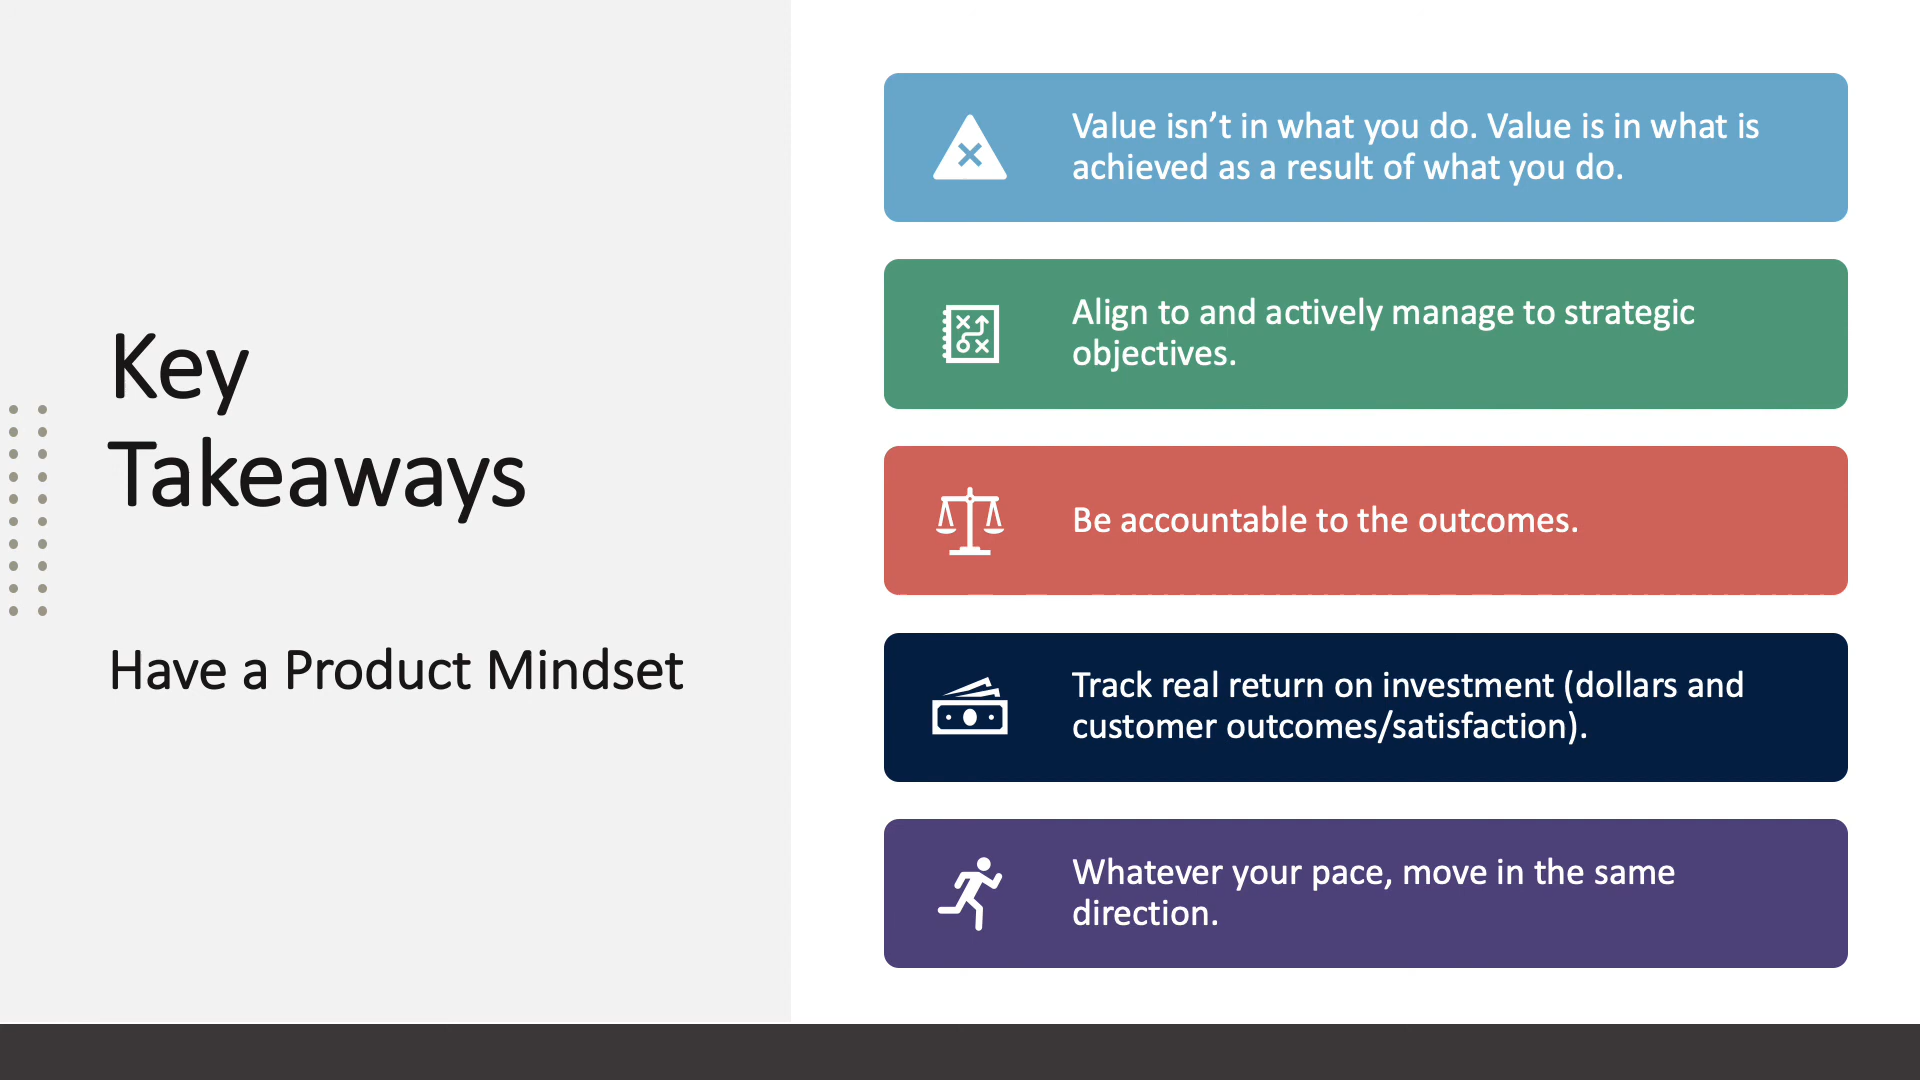 Key
Takeaways
Have a Product Mindset
Value isn’t in what you do. Value is in what is
achieved as a result of what you do.
Align to and actively manage to strategic
objectives.
Be accountable to the outcomes.
Track real return on investment (dollars and
customer outcomes/satisfaction).
Whatever your pace, move in the same
direction.